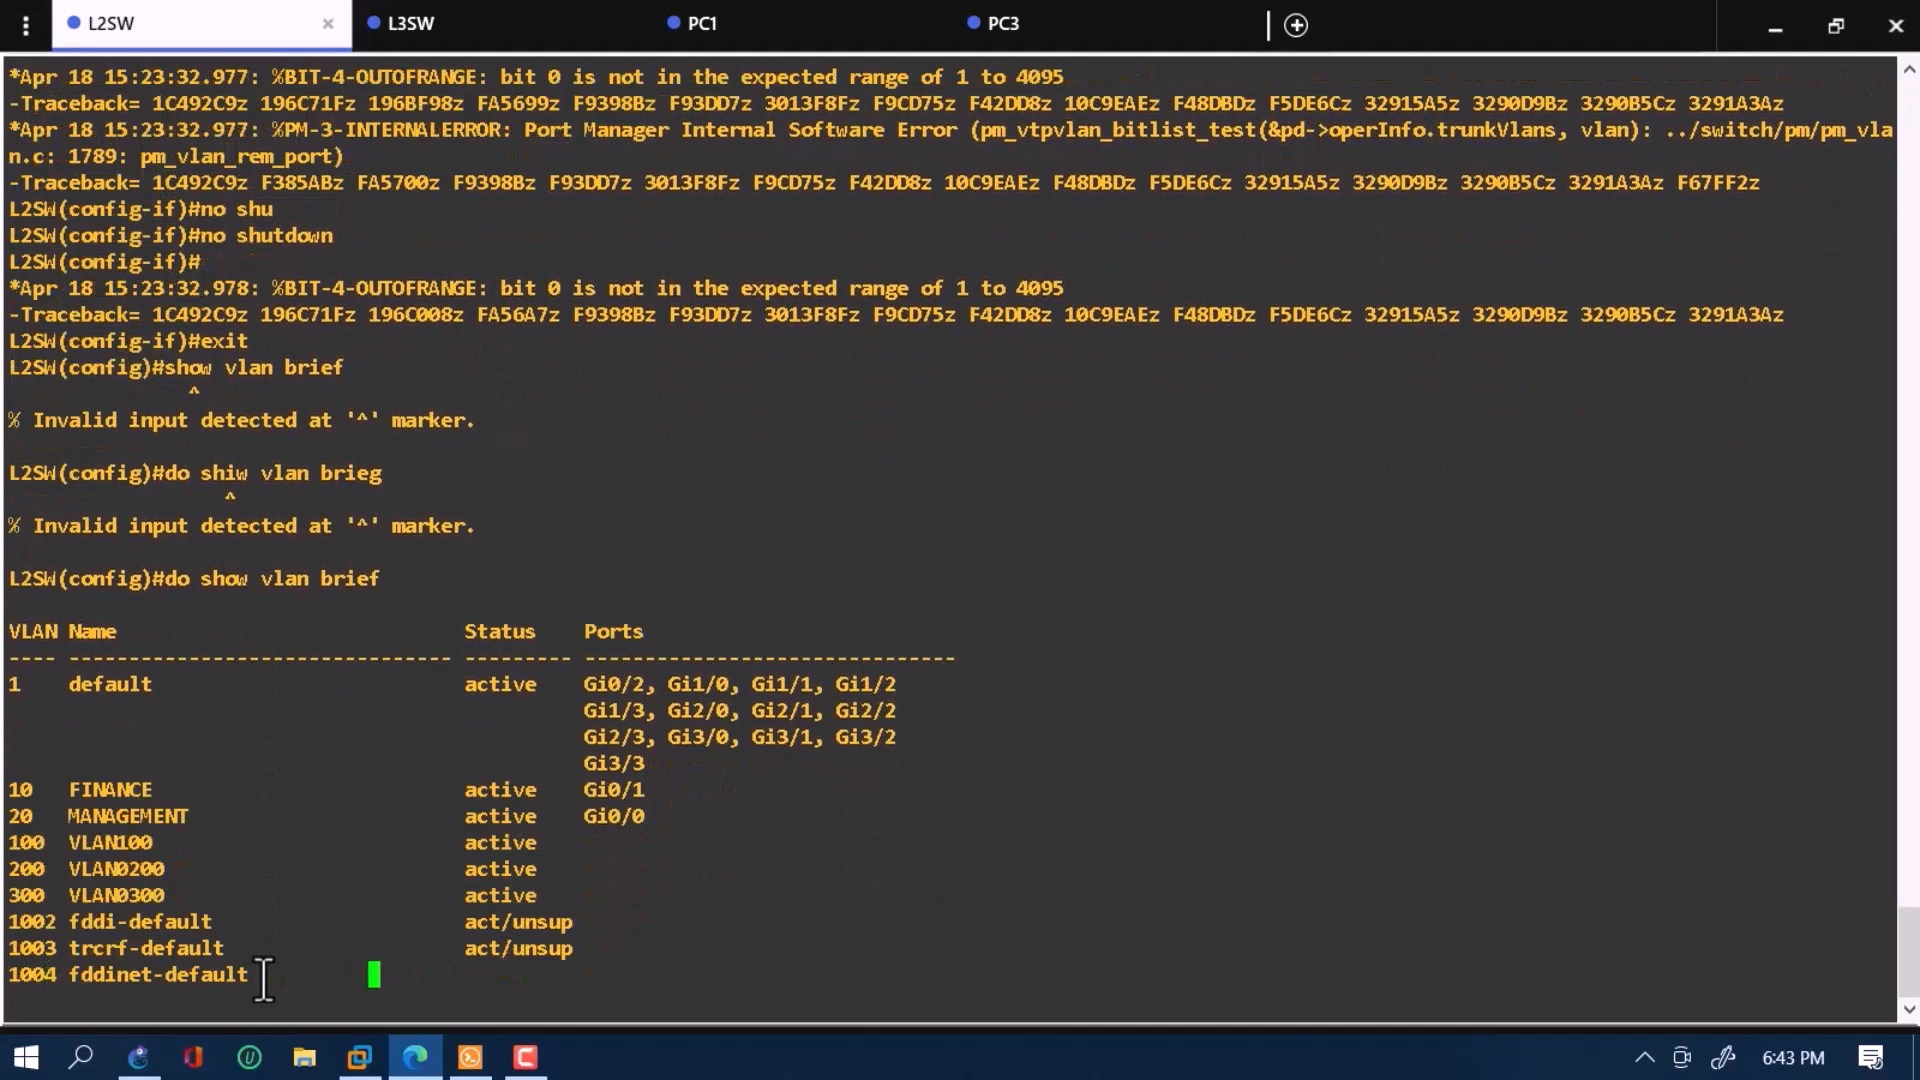 L2SW
L3SW
PC1
PC3
*Apr 18 15:23:32.977: %BIT-4-OUTOFRANGE: bit 0 is not in the expected range of 1 to 4095
-Traceback= 1C492C9z 196C71Fz 196BF98z FA5699z F9398Bz F93DD7z 3013F8Fz F9CD75z F42DD8z 10C9EAEz F48DBDz F5DE6Cz 32915A5z 3290D9Bz 3290B5Cz 3291A3Az
*Apr 18 15:23:32.977: %PM-3-INTERNALERROR: Port Manager Internal Software Error (pm_vtpvlan_bitlist_test(&pd->operInfo.trunkVlans, vlan): ../switch/pm/pm_vla
n.c: 1789: pm_vlan_rem_port)
-Traceback= 1C492C9z F385ABz FA5700z F9398Bz F93DD7z 3013F8Fz F9CD75z F42DD8z 10C9EAEz F48DBDz F5DE6Cz 32915A5z 3290D9Bz 3290B5Cz 3291A3Az F67FF2z
L2SW(config-if)#no shu
L2SW(config-if)#no shutdown
L2SW(config-if)#
*Apr 18 15:23:32.978: %BIT-4-OUTOFRANGE: bit 0 is not in the expected range of 1 to 4095
-Traceback= 1C492C9z 196C71Fz 196C008z FA56A7z F9398Bz F93DD7z 3013F8Fz F9CD75z F42DD8z 10C9EAEz F48DBDz F5DE6Cz 32915A5z 3290D9Bz 3290B5Cz 3291A3Az
L2SW(config-if)#exit
L2SW(config)#show vlan brief
^
% Invalid input detected at '^' marker.
L2SW(config)#do shiw vlan brieg
^
% Invalid input detected at '^' marker.
L2SW(config)#do show vlan brief
VLAN Name Status Ports
---- -------------------------------- --------- -------------------------------
1 default active Gi0/2, Gi1/0, Gi1/1, Gi1/2
Gi1/3, Gi2/0, Gi2/1, Gi2/2
Gi2/3, Gi3/0, Gi3/1, Gi3/2
Gi3/3
10 FINANCE active Gi0/1
20 MANAGEMENT active Gi0/0
100 VLAN100 active
200 VLAN0200 active
300 VLAN0300 active
1002 fddi-default act/unsup
1003 trcrf-default act/unsup
1004 fddinet-default
6:43 PM